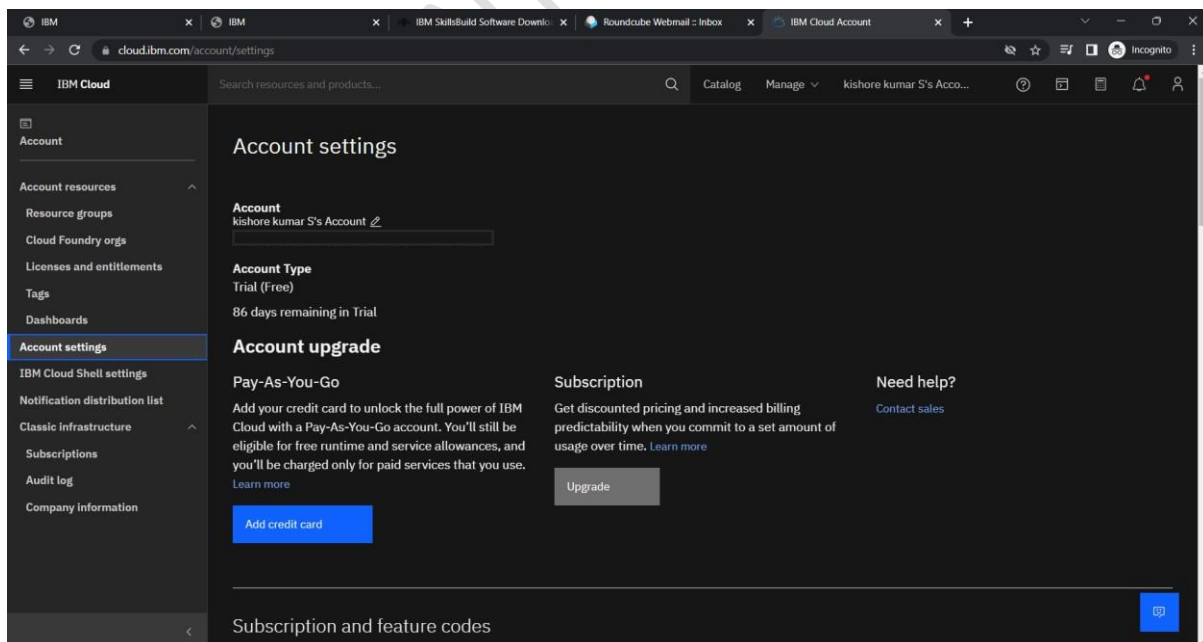 IBM
IBM
IBM SkillsBuild Software Downlo
Roundcube Webmail :: Inbox
IBM Cloud Account
cloud.ibm.com/account/settings
Incognito
IBM Cloud
Search resources and products...
Catalog
Manage
kishore kumar S's Acco...
Account
Account resources
Resource groups
Cloud Foundry orgs
Licenses and entitlements
Tags
Dashboards
Account settings
IBM Cloud Shell settings
Notification distribution list
Classic infrastructure
Subscriptions
Audit log
Company information
Account settings
Account
kishore kumar S's Account
Account Type
Trial (Free)
86 days remaining in Trial
Account upgrade
Pay-As-You-Go
Add your credit card to unlock the full power of IBM
Cloud with a Pay-As-You-Go account. You'll still be
eligible for free runtime and service allowances, and
you'll be charged only for paid services that you use.
Learn more
Add credit card
Subscription
Get discounted pricing and increased billing
predictability when you commit to a set amount of
usage over time. Learn more
Upgrade
Need help?
Contact sales
Subscription and feature codes